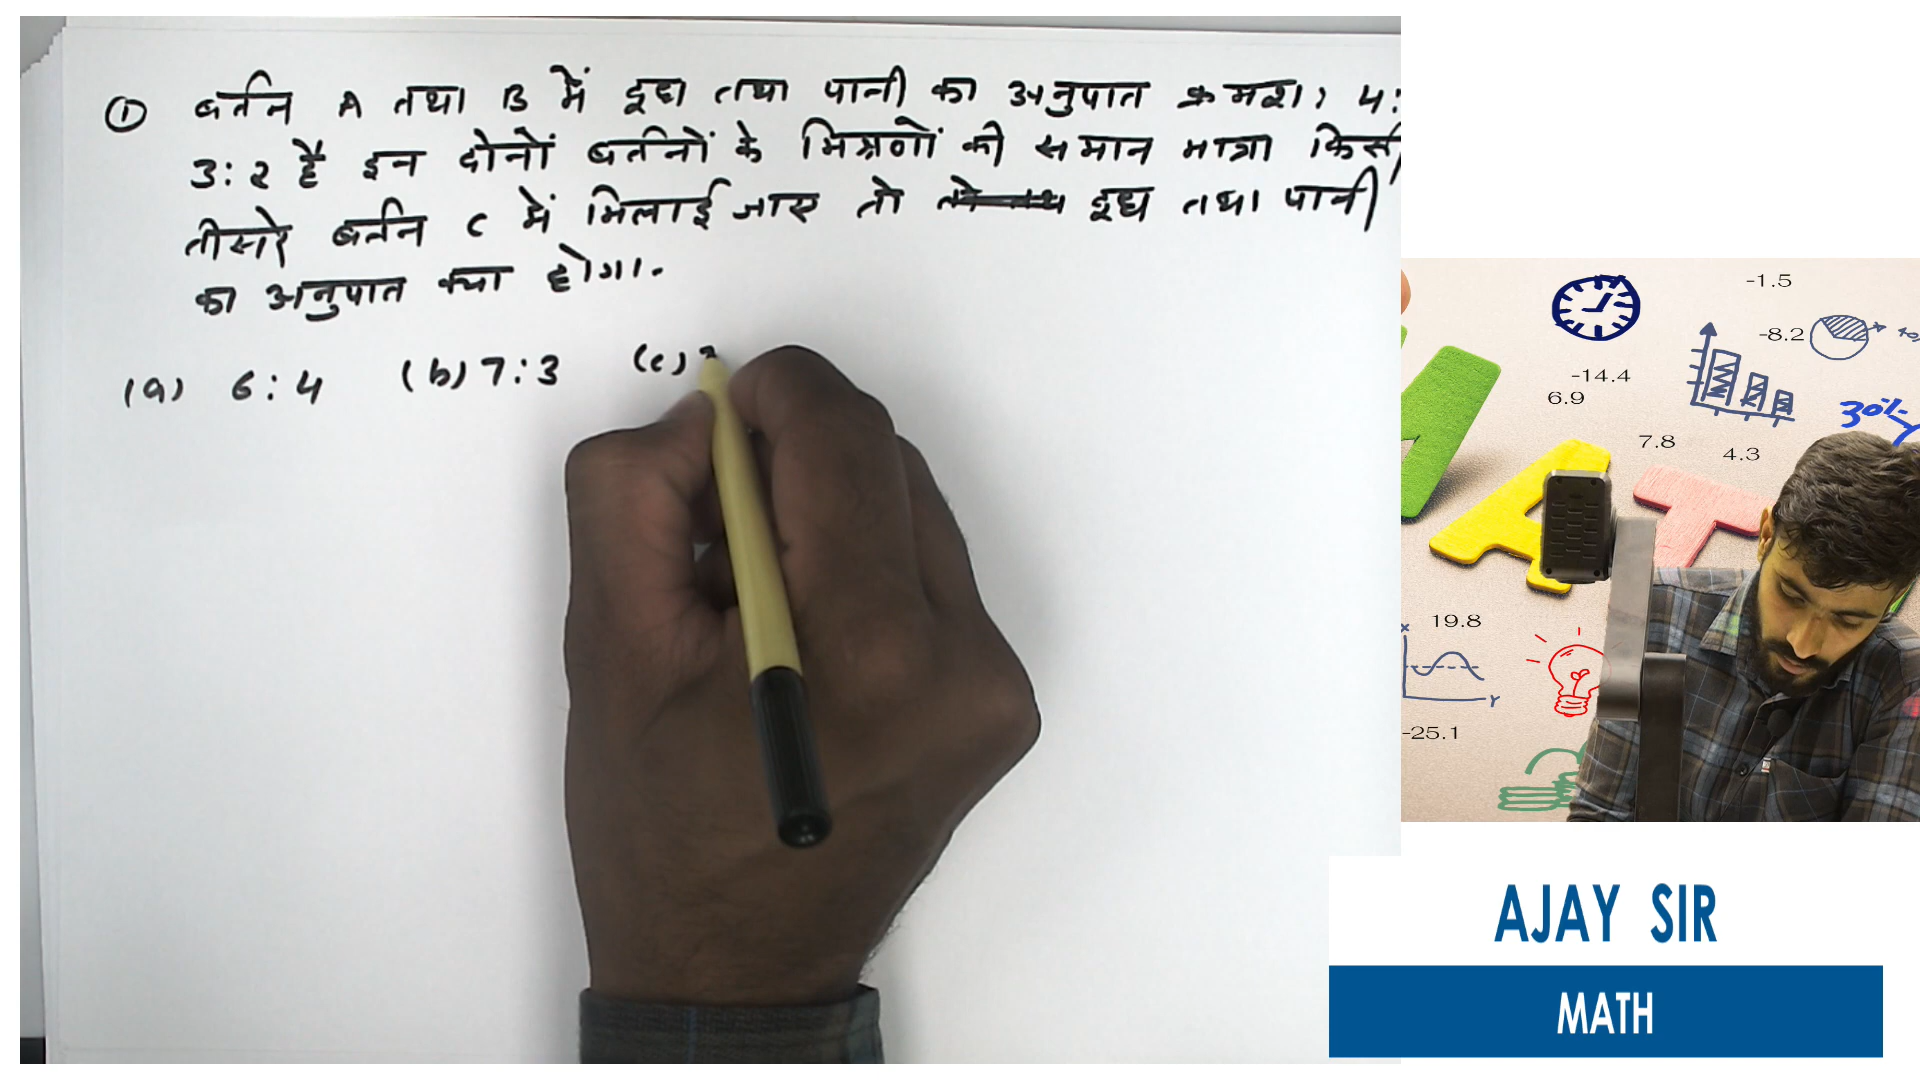 ① बर्तन A तथा B में दूध तथा पानी का अनुपात क्रमशः 4:
3:2 है इन दोनों बर्तनों के मिश्रणों की समान मात्रा किसी
तीसरे बर्तन C में मिलाई जाए तो दूध तथा पानी
का अनुपात क्या होगा.
(a) 6:4 (b) 7:3 (c)
-1.5
-8.2
-14.4
6.9
30%
7.8
4.3
19.8
X
Y
-25.1
A
T
AJAY SIR
MATH